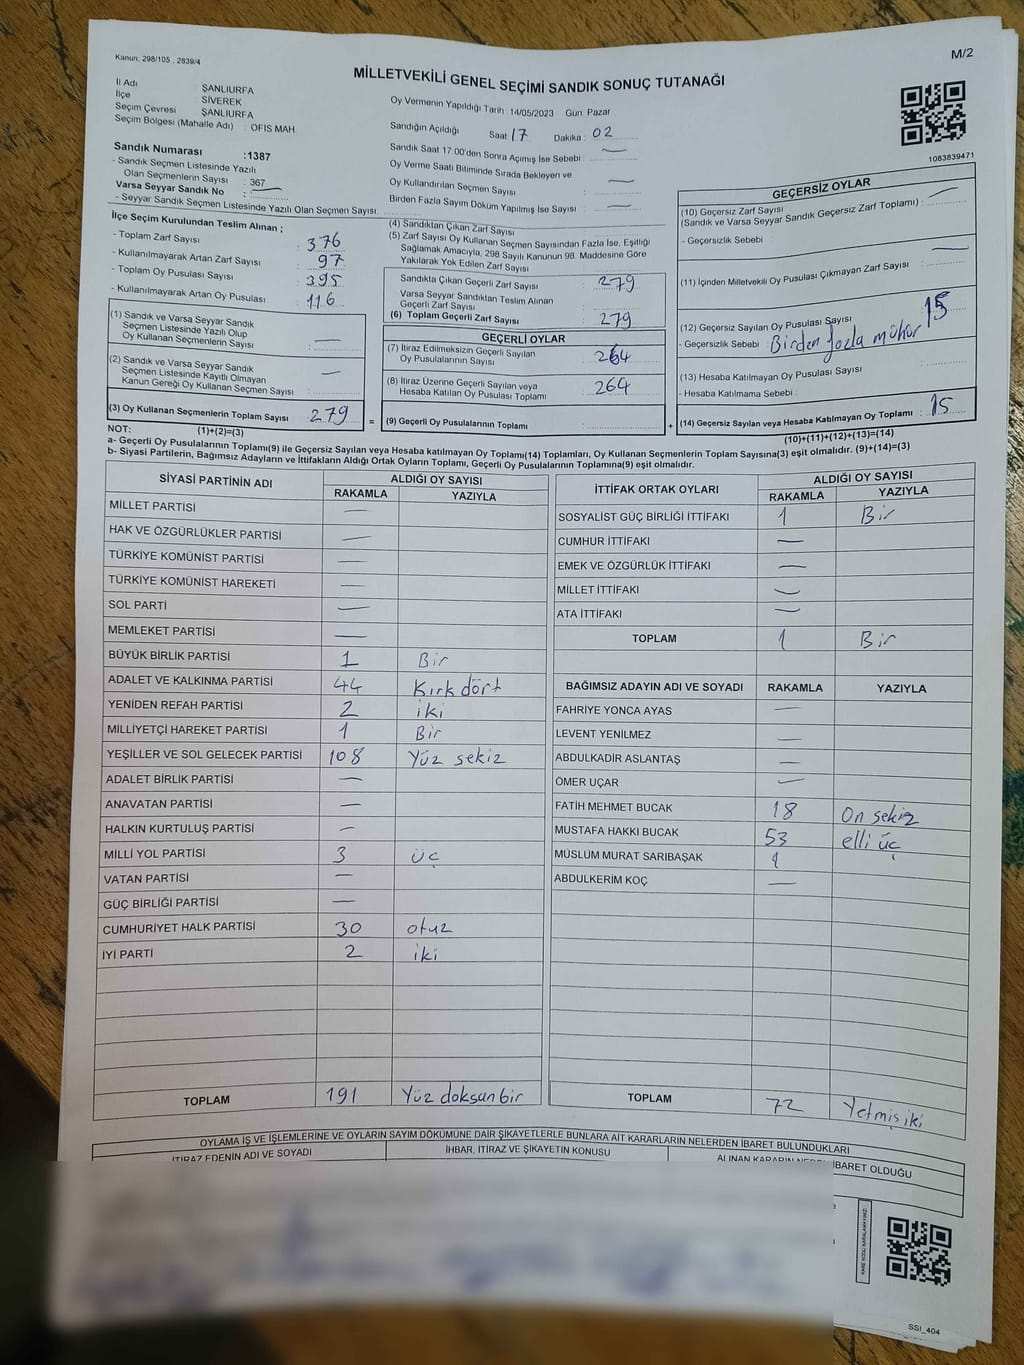 Kanun: 298/105 , 2839/4
M/2
MİLLETVEKİLİ GENEL SEÇİMİ SANDIK SONUÇ TUTANAĞI
İl Adı ŞANLIURFA
İlçe SİVEREK
Seçim Çevresi ŞANLIURFA
Seçim Bölgesi (Mahalle Adı) : OFIS MAH
Sandık Numarası :1387
- Sandık Seçmen Listesinde Yazılı
Olan Seçmenlerin Sayısı : 367
Varsa Seyyar Sandık No : —
- Seyyar Sandık Seçmen Listesinde Yazılı Olan Seçmen Sayısı:
Oy Vermenin Yapıldığı Tarih : 14/05/2023 Gün: Pazar
Sandığın Açıldığı Saat 17 Dakika : 02
Sandık Saat 17:00'den Sonra Açımış İse Sebebi : —
Oy Verme Saati Bitiminde Sırada Bekleyen ve
Oy Kullandırılan Seçmen Sayısı : —
Birden Fazla Sayım Döküm Yapılmış İse Sayısı : —
1083839471
İlçe Seçim Kurulundan Teslim Alınan ;
- Toplam Zarf Sayısı : 376
- Kullanılmayarak Artan Zarf Sayısı : 97
- Toplam Oy Pusulası Sayısı : 395
- Kullanılmayarak Artan Oy Pusulası : 116
(1) Sandık ve Varsa Seyyar Sandık
Seçmen Listesinde Yazılı Olup
Oy Kullanan Seçmenlerin Sayısı : —
(2) Sandık ve Varsa Seyyar Sandık
Seçmen Listesinde Kayıtlı Olmayan
Kanun Gereği Oy Kullanan Seçmen Sayısı : —
(3) Oy Kullanan Seçmenlerin Toplam Sayısı : 279 =
(4) Sandıktan Çıkan Zarf Sayısı
(5) Zarf Sayısı Oy Kullanan Seçmen Sayısından Fazla İse, Eşitliği
Sağlamak Amacıyla, 298 Sayılı Kanunun 98. Maddesine Göre
Yakılarak Yok Edilen Zarf Sayısı :
Sandıkta Çıkan Geçerli Zarf Sayısı : 279
Varsa Seyyar Sandıktan Teslim Alınan
Geçerli Zarf Sayısı :
(6) Toplam Geçerli Zarf Sayısı : 279
GEÇERLİ OYLAR
(7) İtiraz Edilmeksizin Geçerli Sayılan
Oy Pusulalarının Sayısı : 264
(8) İtiraz Üzerine Geçerli Sayılan veya
Hesaba Katılan Oy Pusulası Toplamı : 264
(9) Geçerli Oy Pusulalarının Toplamı : +
GEÇERSİZ OYLAR
(10) Geçersiz Zarf Sayısı
(Sandık ve Varsa Seyyar Sandık Geçersiz Zarf Toplamı) : —
- Geçersizlik Sebebi : —
(11) İçinden Milletvekili Oy Pusulası Çıkmayan Zarf Sayısı :
(12) Geçersiz Sayılan Oy Pusulası Sayısı : 15
- Geçersizlik Sebebi : Birden fazla mühür
(13) Hesaba Katılmayan Oy Pusulası Sayısı :
- Hesaba Katılmama Sebebi :
(14) Geçersiz Sayılan veya Hesaba Katılmayan Oy Toplamı : 15
NOT: (1)+(2)=(3)
(10)+(11)+(12)+(13)=(14)
a- Geçerli Oy Pusulalarının Toplamı(9) ile Geçersiz Sayılan veya Hesaba katılmayan Oy Toplamı(14) Toplamları, Oy Kullanan Seçmenlerin Toplam Sayısına(3) eşit olmalıdır. (9)+(14)=(3)
b- Siyasi Partilerin, Bağımsız Adayların ve İttifakların Aldığı Ortak Oyların Toplamı, Geçerli Oy Pusulalarının Toplamına(9) eşit olmalıdır.
SİYASİ PARTİNİN ADI ALDIĞI OY SAYISI
RAKAMLA YAZIYLA
MİLLET PARTİSİ —
HAK VE ÖZGÜRLÜKLER PARTİSİ —
TÜRKİYE KOMÜNİST PARTİSİ —
TÜRKİYE KOMÜNİST HAREKETİ —
SOL PARTİ —
MEMLEKET PARTİSİ —
BÜYÜK BİRLİK PARTİSİ 1 Bir
ADALET VE KALKINMA PARTİSİ 44 Kırk dört
YENİDEN REFAH PARTİSİ 2 iki
MİLLİYETÇİ HAREKET PARTİSİ 1 Bir
YEŞİLLER VE SOL GELECEK PARTİSİ 108 Yüz sekiz
ADALET BİRLİK PARTİSİ —
ANAVATAN PARTİSİ —
HALKIN KURTULUŞ PARTİSİ —
MİLLİ YOL PARTİSİ 3 üç
VATAN PARTİSİ —
GÜÇ BİRLİĞİ PARTİSİ —
CUMHURİYET HALK PARTİSİ 30 otuz
İYİ PARTİ 2 iki
TOPLAM 191 Yüz doksan bir
İTTİFAK ORTAK OYLARI ALDIĞI OY SAYISI
RAKAMLA YAZIYLA
SOSYALİST GÜÇ BİRLİĞİ İTTİFAKI 1 Bir
CUMHUR İTTİFAKI —
EMEK VE ÖZGÜRLÜK İTTİFAKI —
MİLLET İTTİFAKI —
ATA İTTİFAKI —
TOPLAM 1 Bir
BAĞIMSIZ ADAYIN ADI VE SOYADI RAKAMLA YAZIYLA
FAHRİYE YONCA AYAS —
LEVENT YENİLMEZ —
ABDULKADİR ASLANTAŞ —
ÖMER UÇAR —
FATİH MEHMET BUCAK 18 On sekiz
MUSTAFA HAKKI BUCAK 53 elli üç
MÜSLÜM MURAT SARIBAŞAK 1
ABDULKERİM KOÇ —
TOPLAM 72 Yetmiş iki
OYLAMA İŞ VE İŞLEMLERİNE VE OYLARIN SAYIM DÖKÜMÜNE DAİR ŞİKAYETLERLE BUNLARA AİT KARARLARIN NELERDEN İBARET BULUNDUKLARI
İTİRAZ EDENİN ADI VE SOYADI İHBAR, İTİRAZ VE ŞİKAYETİN KONUSU ALINAN KARARIN NEDEN İBARET OLDUĞU
KARE KODU KARALAMAYINIZ!
SSI_404